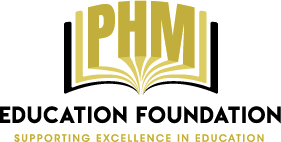 PHM
EDUCATION FOUNDATION
SUPPORTING EXCELLENCE IN EDUCATION